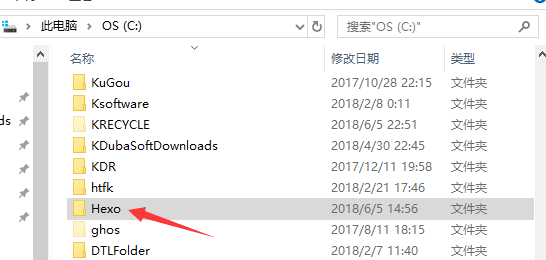 此电脑 > OS (C:) 搜索"OS (C:)"
名称 修改日期 类型
KuGou 2017/10/28 22:15 文件夹
Ksoftware 2018/2/8 0:11 文件夹
KRECYCLE 2018/6/5 22:51 文件夹
ds KDubaSoftDownloads 2018/4/30 22:45 文件夹
KDR 2017/12/11 19:58 文件夹
htfk 2018/2/21 17:46 文件夹
Hexo 2018/6/5 14:56 文件夹
ghos 2017/8/11 18:15 文件夹
DTLFolder 2018/2/7 11:40 文件夹